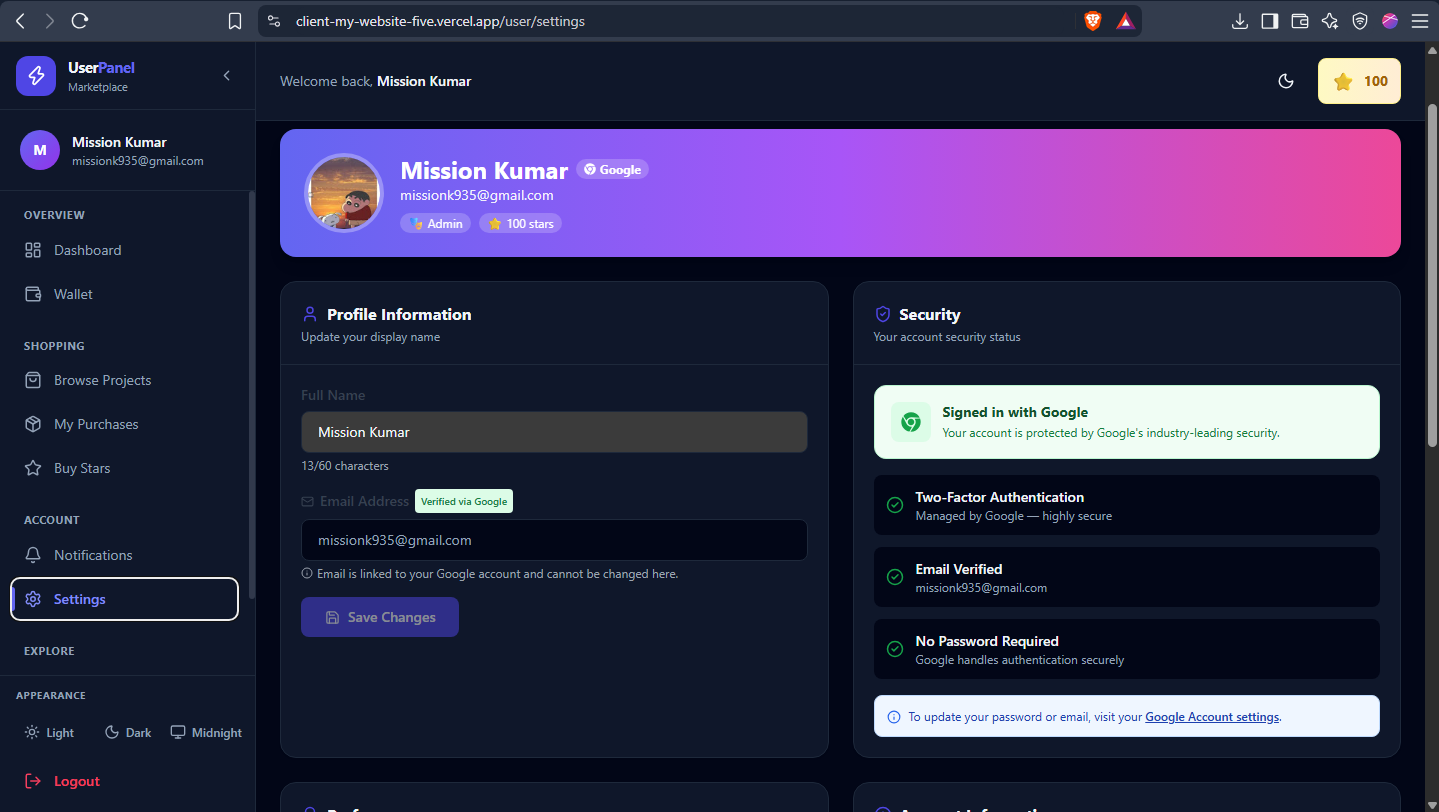 client-my-website-five.vercel.app/user/settings
UserPanel
Marketplace
Mission Kumar
missionk935@gmail.com
M
OVERVIEW
Dashboard
Wallet
SHOPPING
Browse Projects
My Purchases
Buy Stars
ACCOUNT
Notifications
Settings
EXPLORE
APPEARANCE
Light Dark Midnight
Logout
Welcome back, Mission Kumar
100
Mission Kumar Google
missionk935@gmail.com
Admin 100 stars
Profile Information
Update your display name
Full Name
Mission Kumar
13/60 characters
Email Address Verified via Google
missionk935@gmail.com
Email is linked to your Google account and cannot be changed here.
Save Changes
Security
Your account security status
Signed in with Google
Your account is protected by Google's industry-leading security.
Two-Factor Authentication
Managed by Google — highly secure
Email Verified
missionk935@gmail.com
No Password Required
Google handles authentication securely
To update your password or email, visit your Google Account settings.